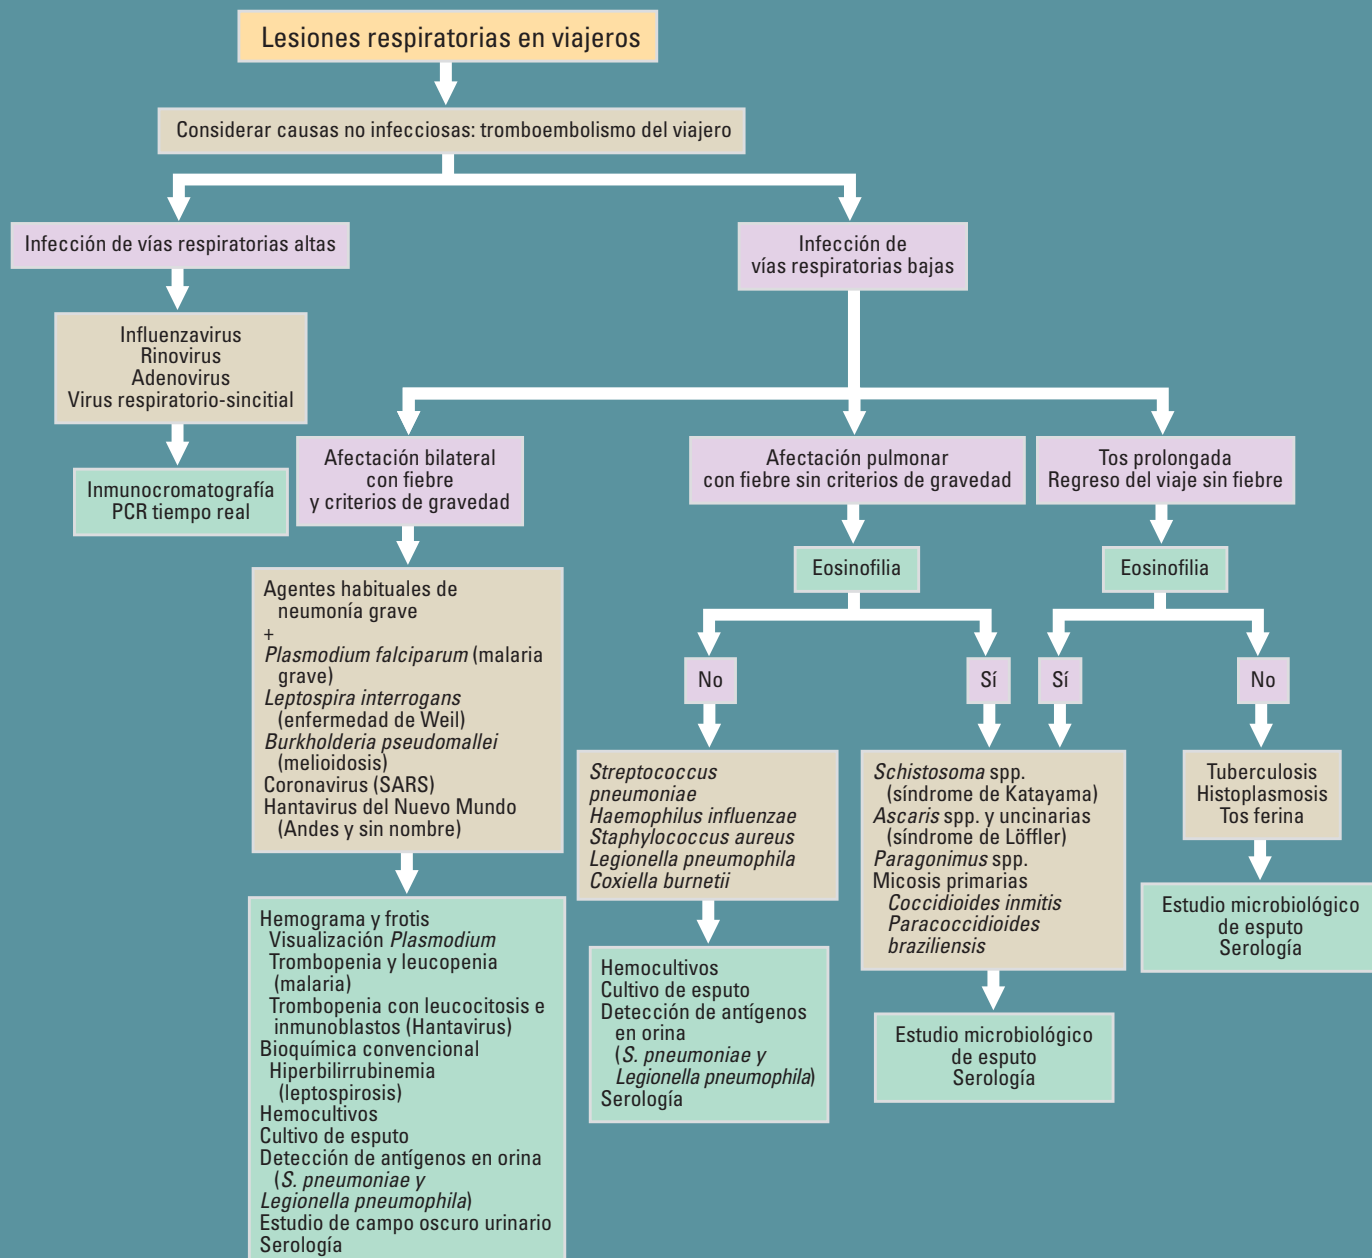 Lesiones respiratorias en viajeros
Considerar causas no infecciosas: tromboembolismo del viajero
Infección de vías respiratorias altas
Infección de
vías respiratorias bajas
Influenzavirus
Rinovirus
Adenovirus
Virus respiratorio-sincitial
Inmunocromatografía
PCR tiempo real
Afectación bilateral
con fiebre
y criterios de gravedad
Afectación pulmonar
con fiebre sin criterios de gravedad
Tos prolongada
Regreso del viaje sin fiebre
Eosinofilia
Eosinofilia
Agentes habituales de
neumonía grave
+
Plasmodium falciparum (malaria
grave)
Leptospira interrogans
(enfermedad de Weil)
Burkholderia pseudomallei
(melioidosis)
Coronavirus (SARS)
Hantavirus del Nuevo Mundo
(Andes y sin nombre)
No
Sí
Sí
No
Streptococcus
pneumoniae
Haemophilus influenzae
Staphylococcus aureus
Legionella pneumophila
Coxiella burnetii
Schistosoma spp.
(síndrome de Katayama)
Ascaris spp. y uncinarias
(síndrome de Löffler)
Paragonimus spp.
Micosis primarias
Coccidioides inmitis
Paracoccidioides
braziliensis
Tuberculosis
Histoplasmosis
Tos ferina
Hemograma y frotis
Visualización Plasmodium
Trombopenia y leucopenia
(malaria)
Trombopenia con leucocitosis e
inmunoblastos (Hantavirus)
Bioquímica convencional
Hiperbilirrubinemia
(leptospirosis)
Hemocultivos
Cultivo de esputo
Detección de antígenos en orina
(S. pneumoniae y
Legionella pneumophila)
Estudio de campo oscuro urinario
Serología
Hemocultivos
Cultivo de esputo
Detección de antígenos
en orina
(S. pneumoniae y
Legionella pneumophila)
Serología
Estudio microbiológico
de esputo
Serología
Estudio microbiológico
de esputo
Serología